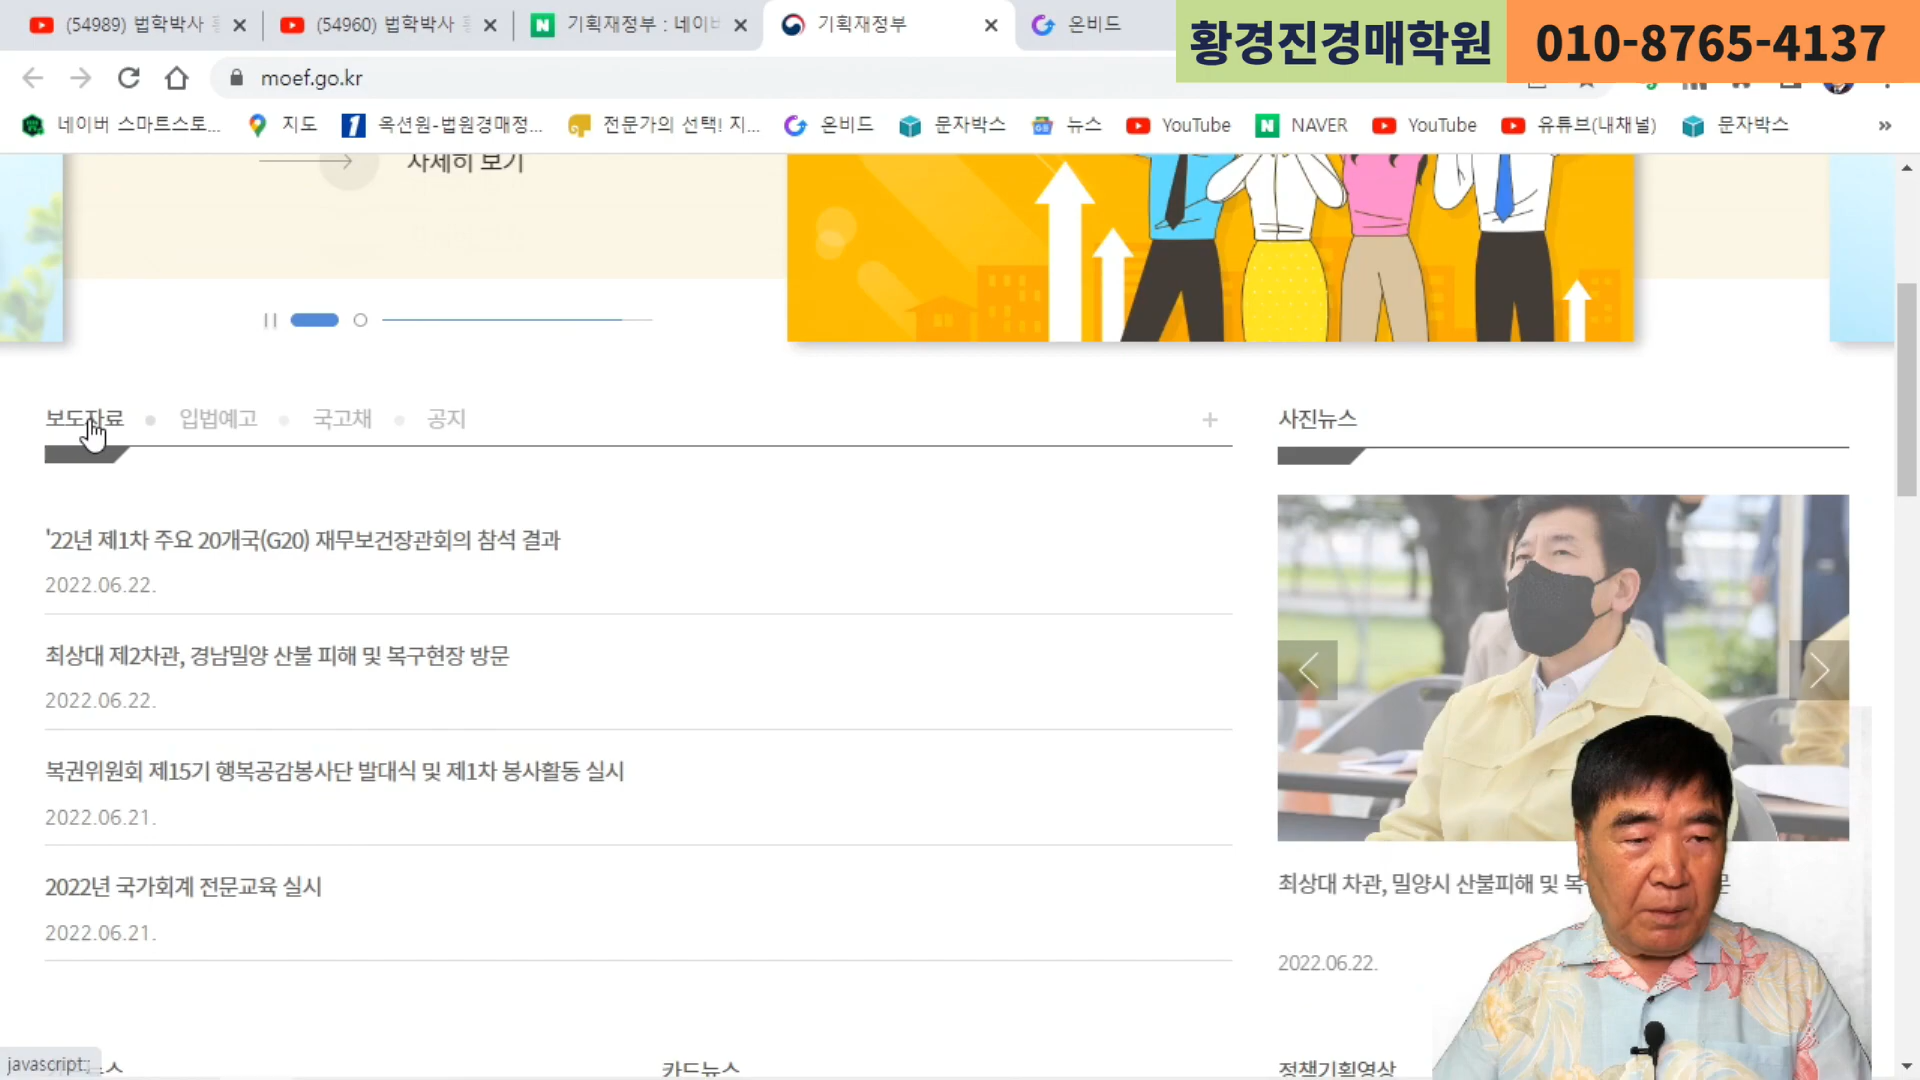 (54989) 법학박사
(54960) 법학박사
기획재정부 : 네이
기획재정부
온비드
황경진경매학원
010-8765-4137
moef.go.kr
네이버 스마트스토...
지도
옥션원-법원경매정...
전문가의 선택! 지...
온비드
문자박스
뉴스
YouTube
NAVER
YouTube
유튜브(내채널)
문자박스
자세히 보기
보도자료
입법예고
국고채
공지
사진뉴스
'22년 제1차 주요 20개국(G20) 재무보건장관회의 참석 결과
2022.06.22.
최상대 제2차관, 경남밀양 산불 피해 및 복구현장 방문
2022.06.22.
복권위원회 제15기 행복공감봉사단 발대식 및 제1차 봉사활동 실시
2022.06.21.
2022년 국가회계 전문교육 실시
2022.06.21.
최상대 차관, 밀양시 산불피해 및 복
2022.06.22.
javascript:;
카드뉴스
정책기획영상